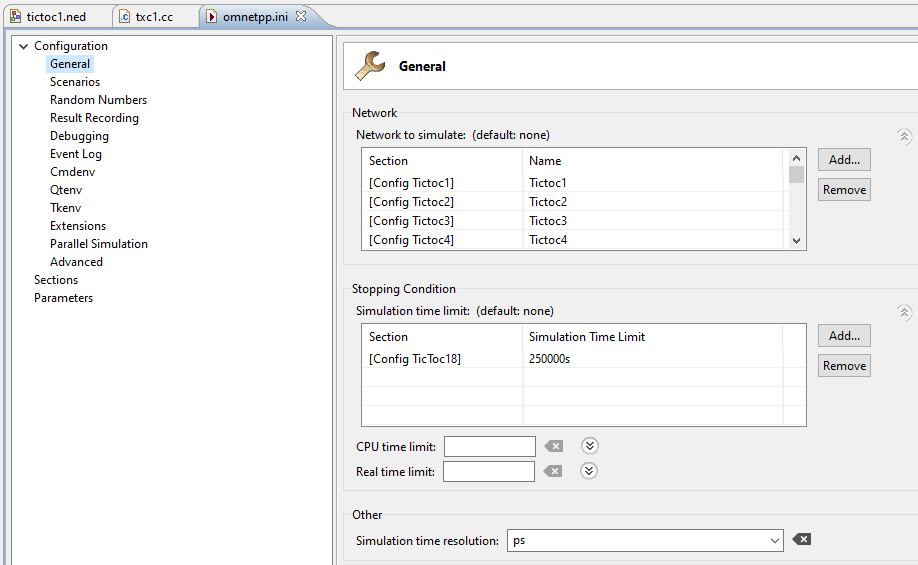 tictoc1.ned txc1.cc omnetpp.ini
Configuration
General
Scenarios
Random Numbers
Result Recording
Debugging
Event Log
Cmdenv
Qtenv
Tkenv
Extensions
Parallel Simulation
Advanced
Sections
Parameters
General
Network
Network to simulate: (default: none)
Section Name
[Config Tictoc1] Tictoc1
[Config Tictoc2] Tictoc2
[Config Tictoc3] Tictoc3
[Config Tictoc4] Tictoc4
Add...
Remove
Stopping Condition
Simulation time limit: (default: none)
Section Simulation Time Limit
[Config TicToc18] 250000s
Add...
Remove
CPU time limit:
Real time limit:
Other
Simulation time resolution: ps